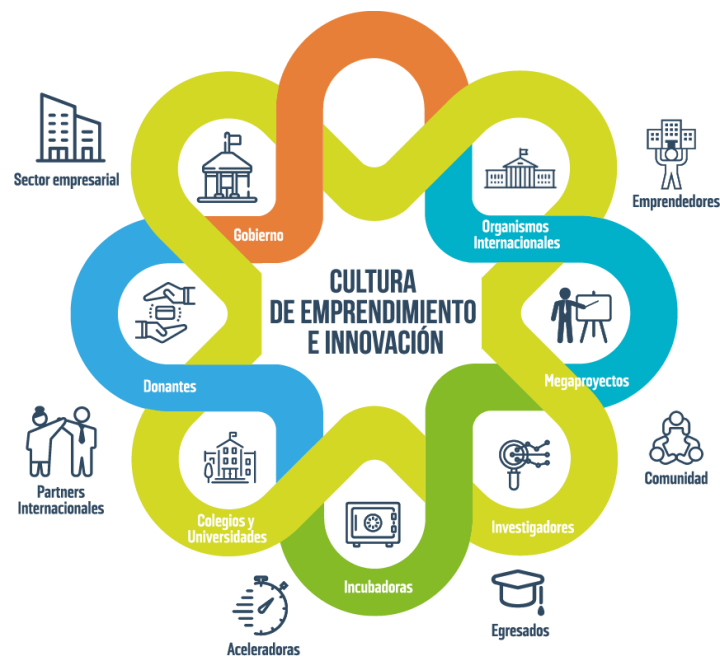 Sector empresarial
Emprendedores
Gobierno
Organismos
Internacionales
CULTURA
DE EMPRENDIMIENTO
E INNOVACIÓN
Donantes
Megaproyectos
Partners
Internacionales
Comunidad
Colegios y
Universidades
Investigadores
Incubadoras
Aceleradoras
Egresados